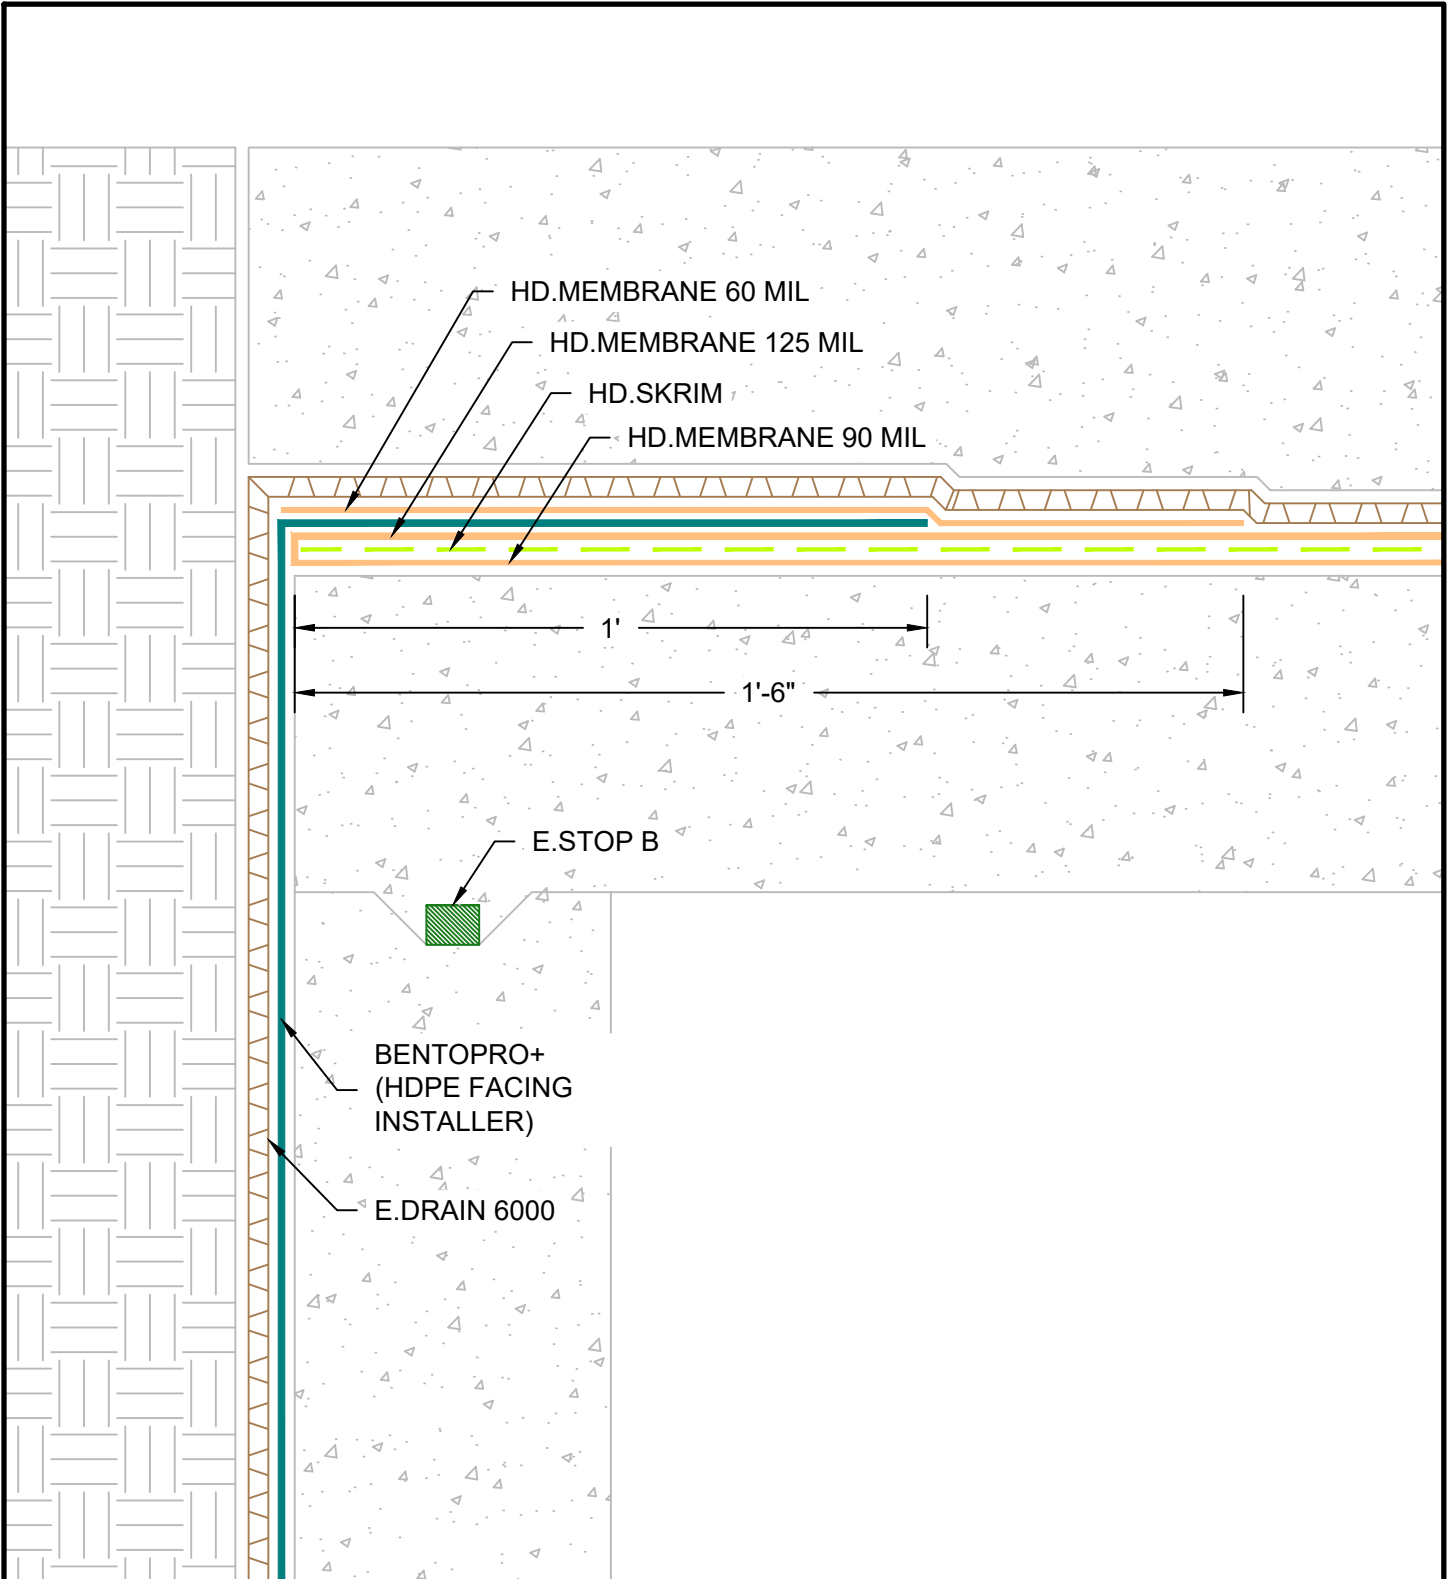 HD.MEMBRANE 60 MIL
HD.MEMBRANE 125 MIL
HD.SKRIM
HD.MEMBRANE 90 MIL
1'
1'-6"
E.STOP B
BENTOPRO+
(HDPE FACING
INSTALLER)
E.DRAIN 6000